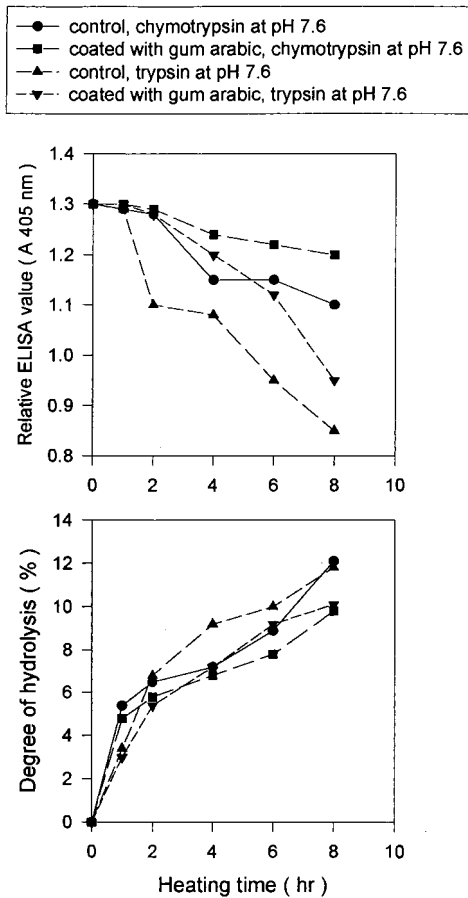 control, chymotrypsin at pH 7.6
coated with gum arabic, chymotrypsin at pH 7.6
control, trypsin at pH 7.6
coated with gum arabic, trypsin at pH 7.6
Relative ELISA value ( A 405 nm )
1.4
1.3
1.2
1.1
1.0
0.9
0.8
0 2 4 6 8 10
Degree of hydrolysis ( % )
14
12
10
8
6
4
2
0
0 2 4 6 8 10
Heating time ( hr )